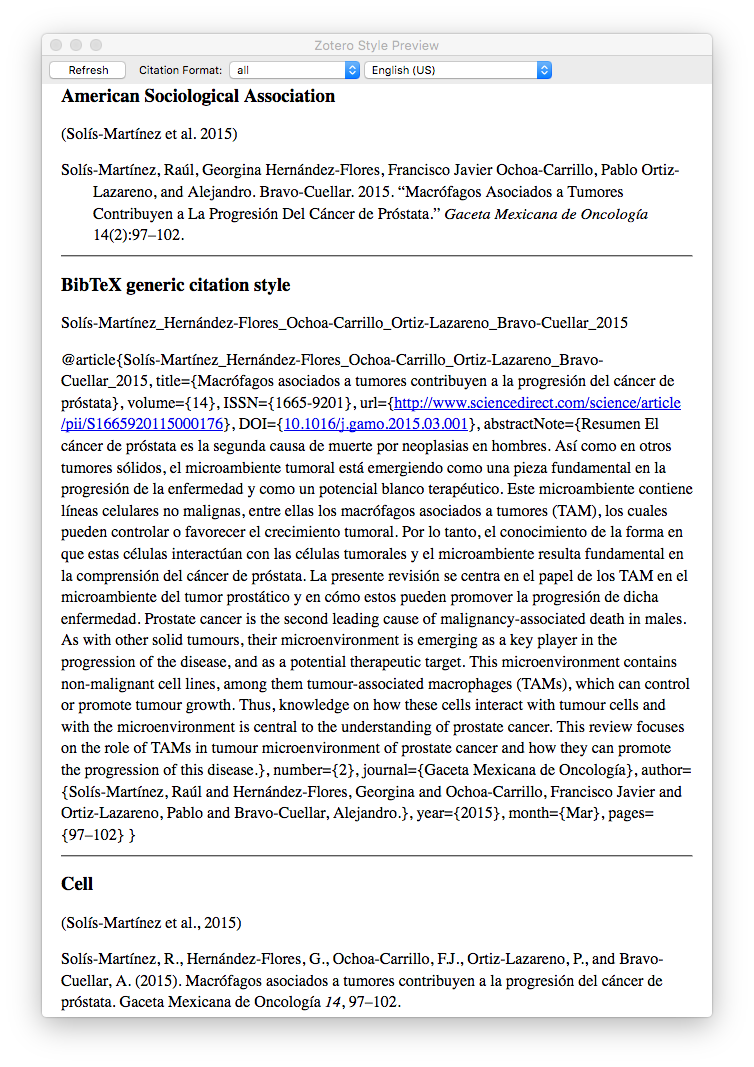 Zotero Style Preview
Refresh Citation Format: all English (US)
American Sociological Association
(Solís-Martínez et al. 2015)
Solís-Martínez, Raúl, Georgina Hernández-Flores, Francisco Javier Ochoa-Carrillo, Pablo Ortiz-
Lazareno, and Alejandro. Bravo-Cuellar. 2015. “Macrófagos Asociados a Tumores
Contribuyen a La Progresión Del Cáncer de Próstata.” Gaceta Mexicana de Oncología
14(2):97–102.
BibTeX generic citation style
Solís-Martínez_Hernández-Flores_Ochoa-Carrillo_Ortiz-Lazareno_Bravo-Cuellar_2015
@article{Solís-Martínez_Hernández-Flores_Ochoa-Carrillo_Ortiz-Lazareno_Bravo-
Cuellar_2015, title={Macrófagos asociados a tumores contribuyen a la progresión del cáncer de
próstata}, volume={14}, ISSN={1665-9201}, url={http://www.sciencedirect.com/science/article
/pii/S1665920115000176}, DOI={10.1016/j.gamo.2015.03.001}, abstractNote={Resumen El
cáncer de próstata es la segunda causa de muerte por neoplasias en hombres. Así como en otros
tumores sólidos, el microambiente tumoral está emergiendo como una pieza fundamental en la
progresión de la enfermedad y como un potencial blanco terapéutico. Este microambiente contiene
líneas celulares no malignas, entre ellas los macrófagos asociados a tumores (TAM), los cuales
pueden controlar o favorecer el crecimiento tumoral. Por lo tanto, el conocimiento de la forma en
que estas células interactúan con las células tumorales y el microambiente resulta fundamental en
la comprensión del cáncer de próstata. La presente revisión se centra en el papel de los TAM en el
microambiente del tumor prostático y en cómo estos pueden promover la progresión de dicha
enfermedad. Prostate cancer is the second leading cause of malignancy-associated death in males.
As with other solid tumours, their microenvironment is emerging as a key player in the
progression of the disease, and as a potential therapeutic target. This microenvironment contains
non-malignant cell lines, among them tumour-associated macrophages (TAMs), which can control
or promote tumour growth. Thus, knowledge on how these cells interact with tumour cells and
with the microenvironment is central to the understanding of prostate cancer. This review focuses
on the role of TAMs in tumour microenvironment of prostate cancer and how they can promote
the progression of this disease.}, number={2}, journal={Gaceta Mexicana de Oncología}, author=
{Solís-Martínez, Raúl and Hernández-Flores, Georgina and Ochoa-Carrillo, Francisco Javier and
Ortiz-Lazareno, Pablo and Bravo-Cuellar, Alejandro.}, year={2015}, month={Mar}, pages=
{97–102} }
Cell
(Solís-Martínez et al., 2015)
Solís-Martínez, R., Hernández-Flores, G., Ochoa-Carrillo, F.J., Ortiz-Lazareno, P., and Bravo-
Cuellar, A. (2015). Macrófagos asociados a tumores contribuyen a la progresión del cáncer de
próstata. Gaceta Mexicana de Oncología 14, 97–102.